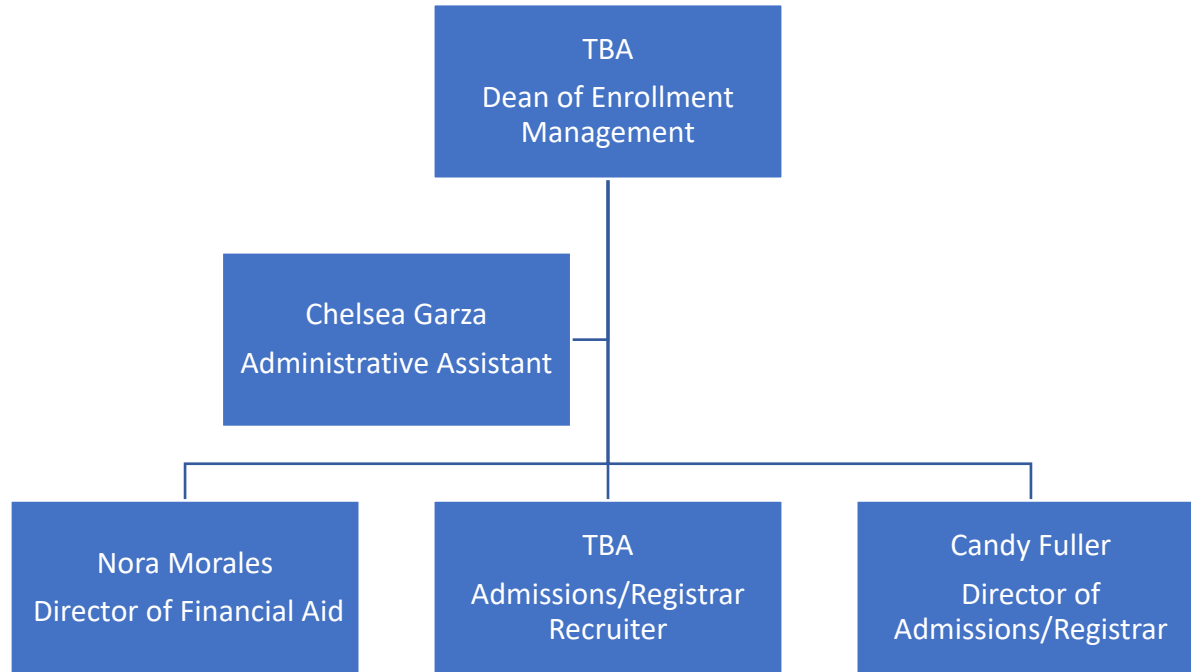 TBA
Dean of Enrollment
Management
Chelsea Garza
Administrative Assistant
Nora Morales
Director of Financial Aid
TBA
Admissions/Registrar
Recruiter
Candy Fuller
Director of
Admissions/Registrar